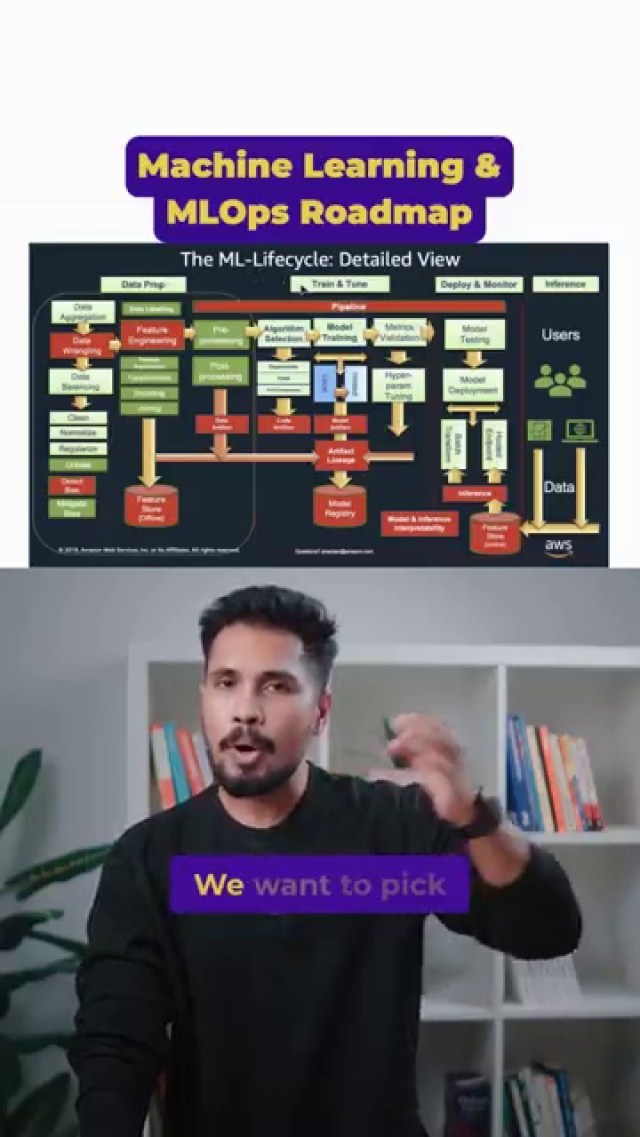 Machine Learning &
MLOps Roadmap
The ML-Lifecycle: Detailed View
Data Prep
Train & Tune
Deploy & Monitor
Inference
Pipeline
Data
Aggregation
Data
Wrangling
Data
Balancing
Clean
Normalize
Regularize
Unbias
Detect
Bias
Mitigate
Bias
Data Labeling
Feature
Engineering
Encoding
Feature
Store
(Offline)
Pre-
processing
Post-
processing
Data
Artifact
Algorithm
Selection
Code
Artifact
Model
Training
Model
Artifact
Artifact
Lineage
Model
Registry
Metrics
Validation
Hyper-
param
Tuning
Model & Inference
Interpretability
Model
Testing
Model
Deployment
Batch
Transform
Hosted
Endpoint
Inference
Feature
Store
Users
Data
aws
We want to pick